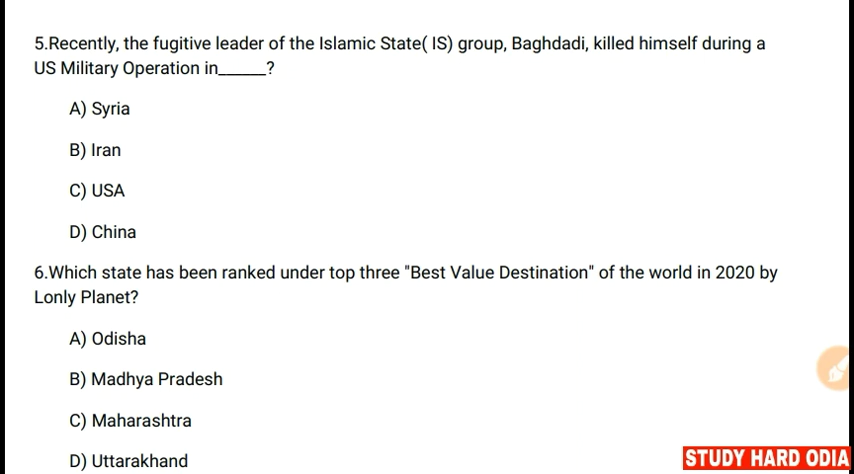 5.Recently, the fugitive leader of the Islamic State( IS) group, Baghdadi, killed himself during a
US Military Operation in______?
A) Syria
B) Iran
C) USA
D) China
6.Which state has been ranked under top three "Best Value Destination" of the world in 2020 by
Lonly Planet?
A) Odisha
B) Madhya Pradesh
C) Maharashtra
D) Uttarakhand
STUDY HARD ODIA